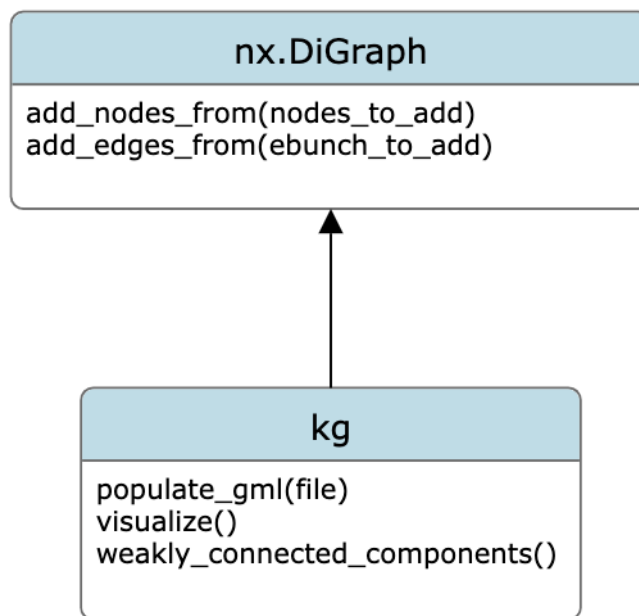 nx.DiGraph
add_nodes_from(nodes_to_add)
add_edges_from(ebunch_to_add)
kg
populate_gml(file)
visualize()
weakly_connected_components()